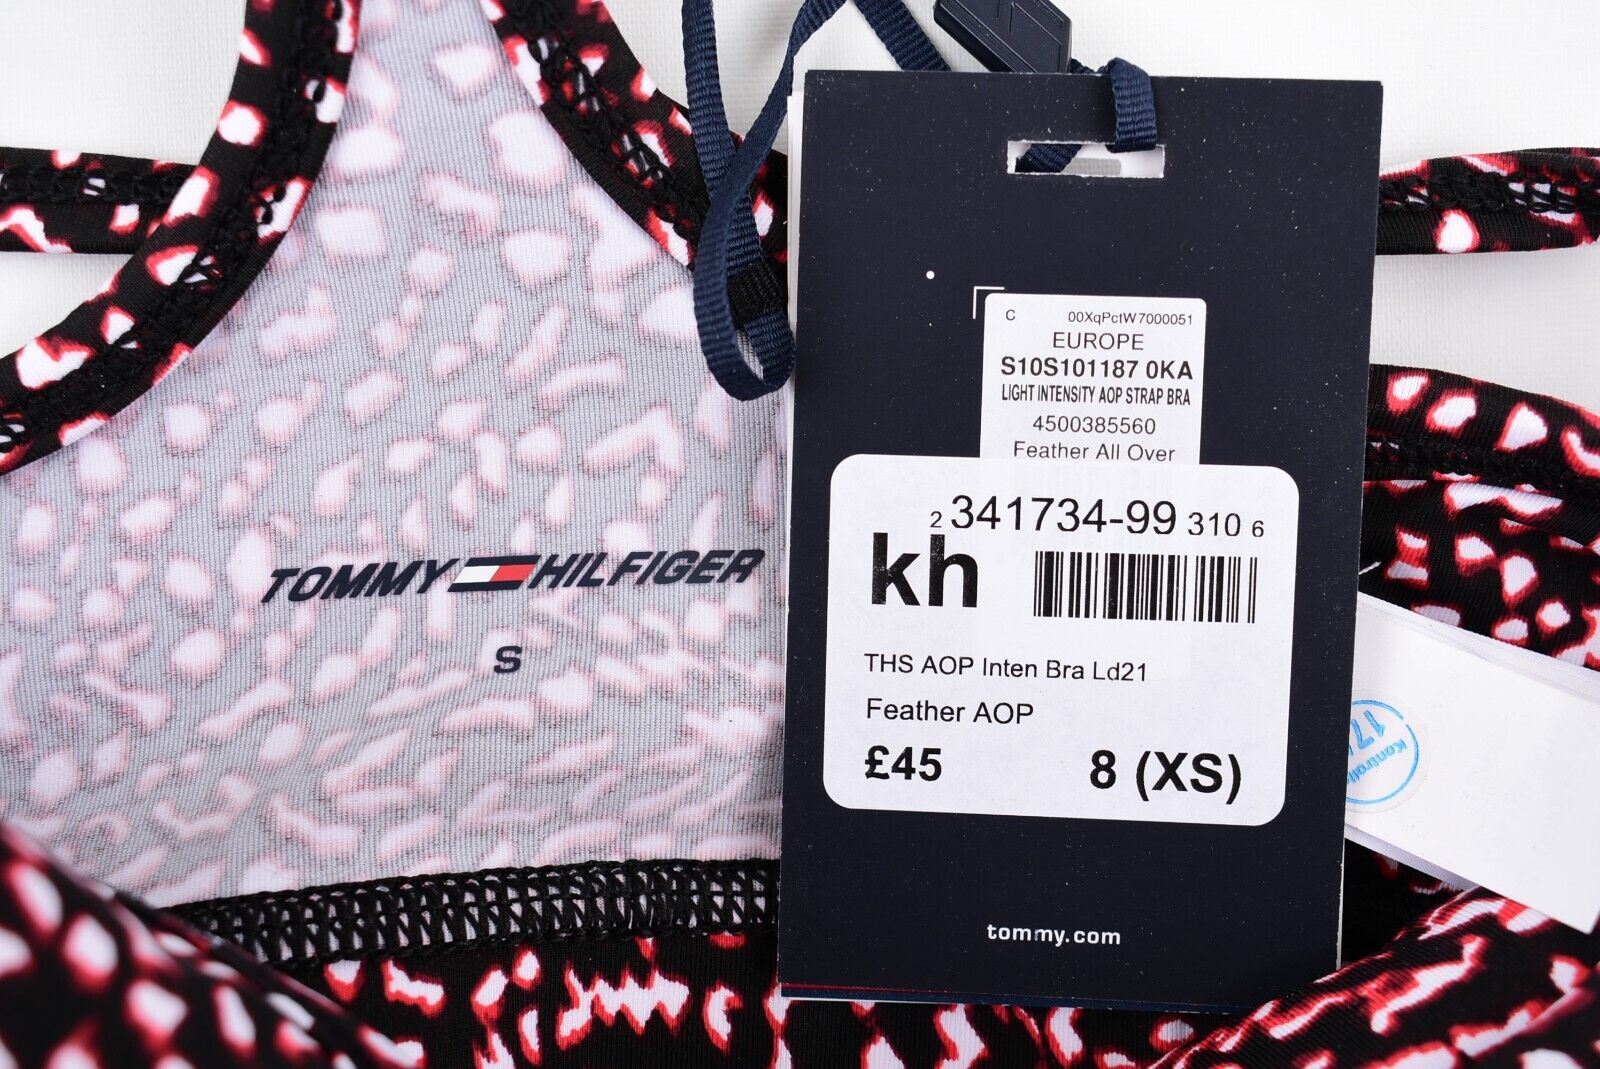 TOMMY HILFIGER
S
C 00XqPctW7000051
EUROPE
S10S101187 0KA
LIGHT INTENSITY AOP STRAP BRA
4500385560
Feather All Over
2 341734-99 310 6
kh
THS AOP Inten Bra Ld21
Feather AOP
£45 8 (XS)
tommy.com